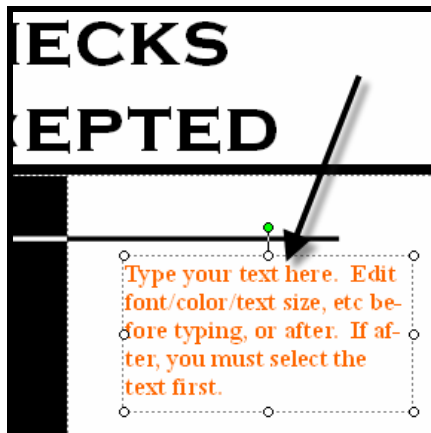 IECKS
EPTED
Type your text here. Edit
font/color/text size, etc be-
fore typing, or after. If af-
ter, you must select the
text first.